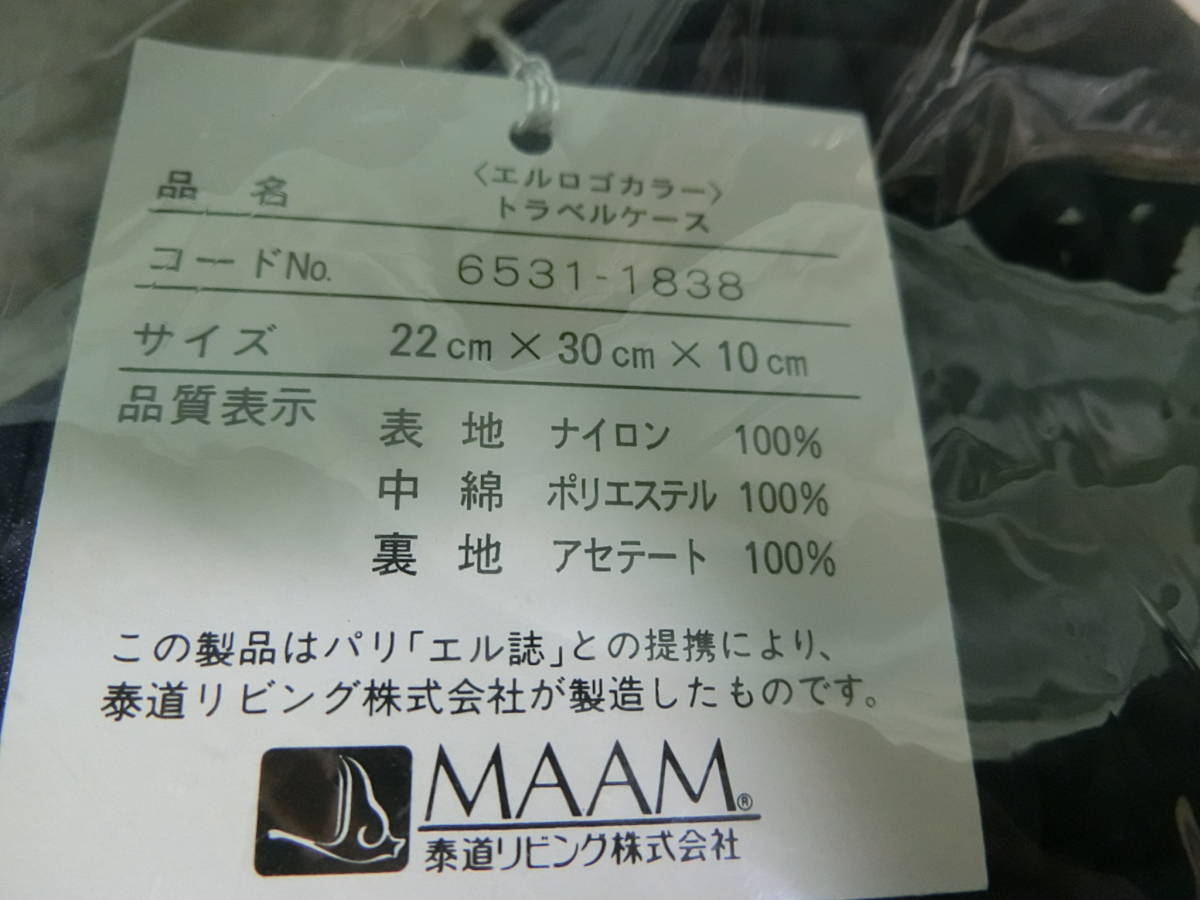 品 名 〈エルロゴカラー〉
トラベルケース
コードNo. 6531-1838
サイズ 22cm×30cm×10cm
品質表示 表 地 ナイロン 100%
中 綿 ポリエステル 100%
裏 地 アセテート 100%
この製品はパリ「エル誌」との提携により、
泰道リビング株式会社が製造したものです。
MAAM®
泰道リビング株式会社